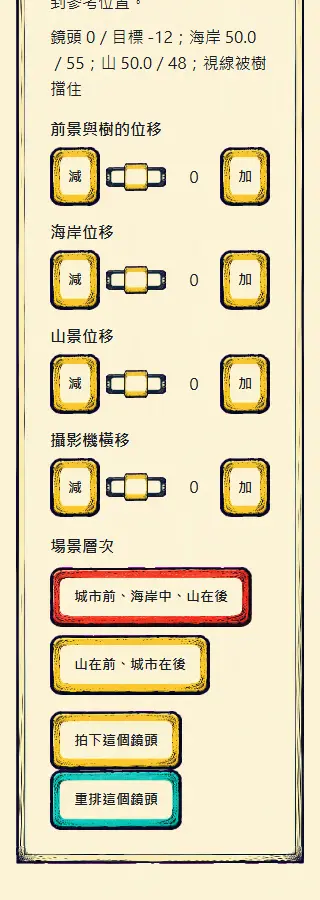 到參考位置。
鏡頭 0 / 目標 -12；海岸 50.0
/ 55；山 50.0 / 48；視線被樹
擋住
前景與樹的位移
減 0 加
海岸位移
減 0 加
山景位移
減 0 加
攝影機橫移
減 0 加
場景層次
城市前、海岸中、山在後
山在前、城市在後
拍下這個鏡頭
重排這個鏡頭